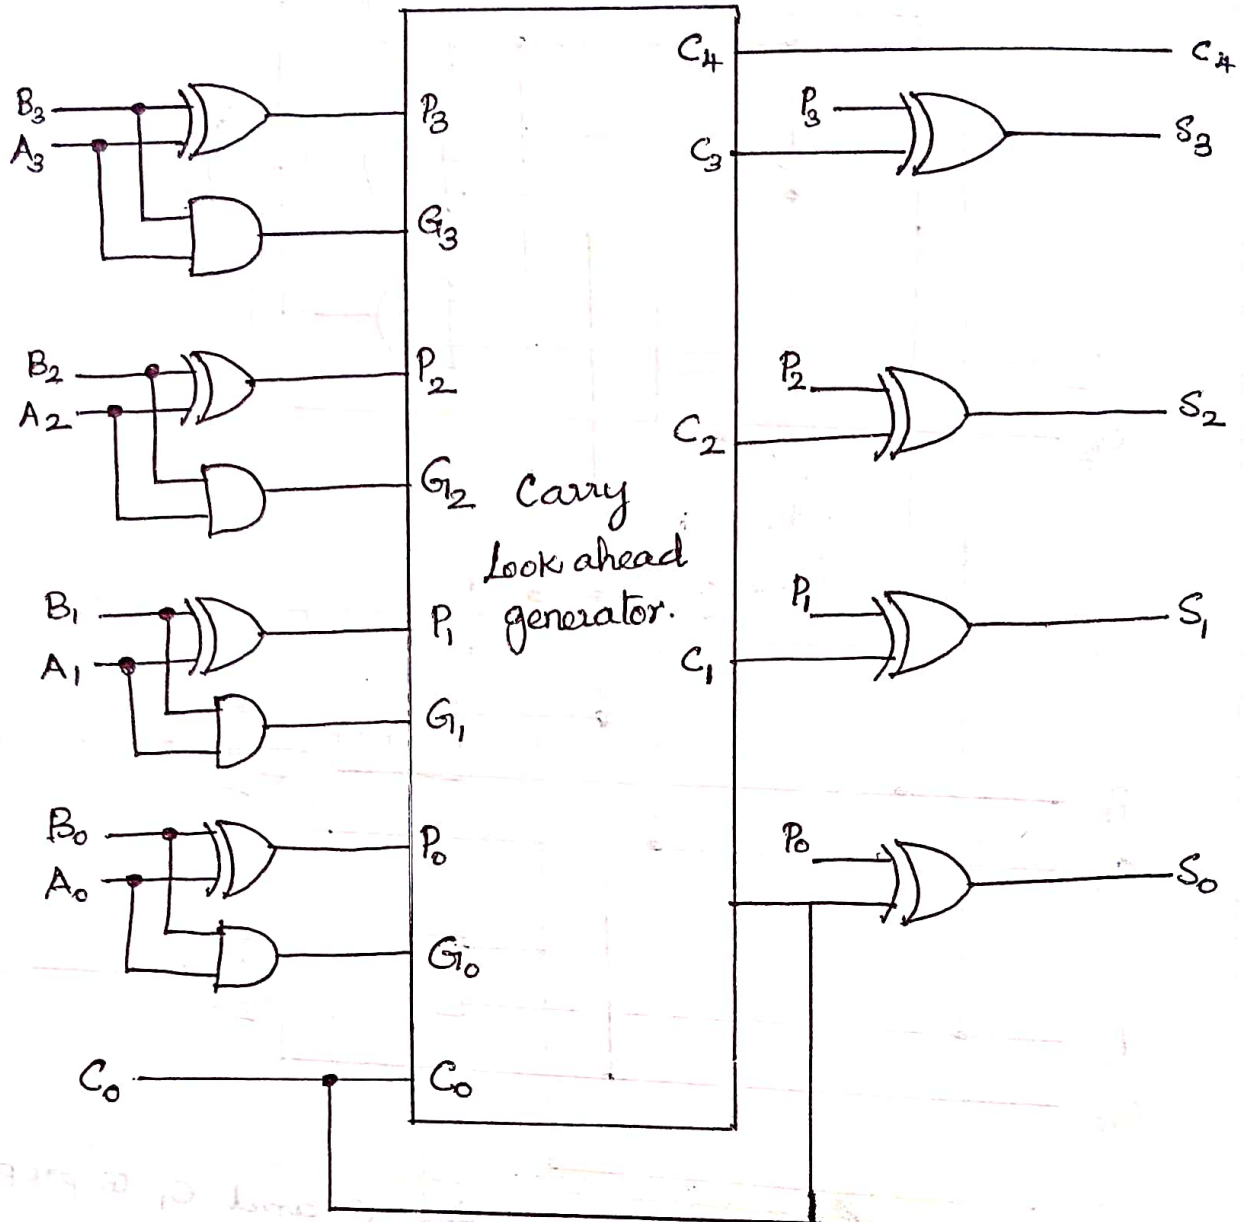 C₄ C₄
B₃ P₃ P₃
A₃ C₃ S₃
G₃
B₂ P₂ P₂
A₂ C₂ S₂
G₂ Carry
Look ahead
generator.
B₁ P₁ P₁ S₁
A₁ C₁
G₁
B₀ P₀ P₀
A₀ S₀
G₀
C₀ C₀